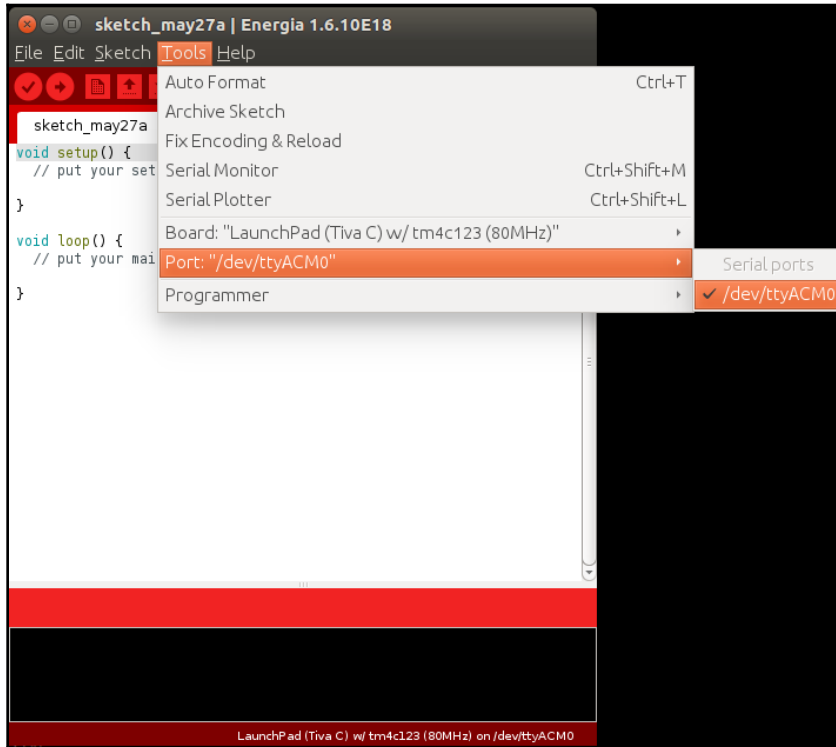 sketch_may27a | Energia 1.6.10E18
File Edit Sketch Tools Help
Auto Format Ctrl+T
Archive Sketch
sketch_may27a
Fix Encoding & Reload
void setup() {
// put your set
Serial Monitor Ctrl+Shift+M
Serial Plotter Ctrl+Shift+L
}
Board: "LaunchPad (Tiva C) w/ tm4c123 (80MHz)"
void loop() {
// put your mai
Port: "/dev/ttyACM0"
Serial ports
}
Programmer
✓ /dev/ttyACM0
LaunchPad (Tiva C) w/ tm4c123 (80MHz) on /dev/ttyACM0